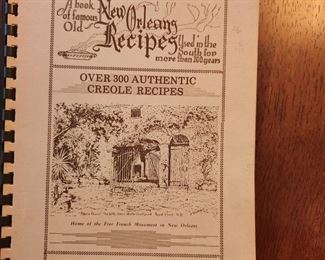 A book of famous Old
New Orleans Recipes
Used in the South for more than 200 years
OVER 300 AUTHENTIC
CREOLE RECIPES
Home of the Free French Movement in New Orleans